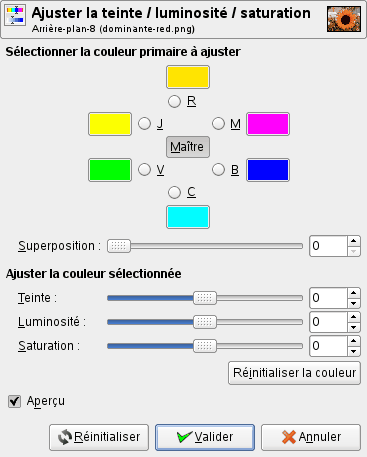 Ajuster la teinte / luminosité / saturation
Arrière-plan-8 (dominante-red.png)
Sélectionner la couleur primaire à ajuster
R
J M
Maître
V B
C
Superposition : 0
Ajuster la couleur sélectionnée
Teinte : 0
Luminosité : 0
Saturation : 0
Réinitialiser la couleur
Aperçu
Réinitialiser Valider Annuler